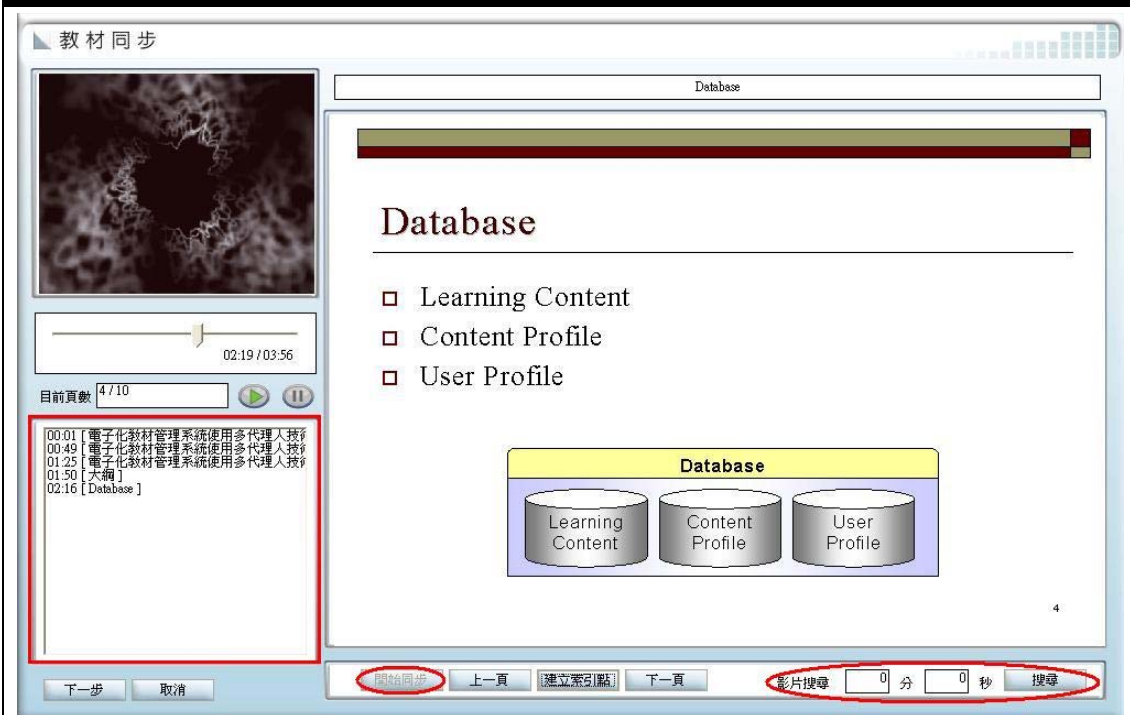 教材同步
Database
Database
Learning Content
Content Profile
User Profile
Database
Learning
Content
Content
Profile
User
Profile
4
02:19 / 03:56
目前頁數 4 / 10
00:01 [ 電子化教材管理系統使用多代理人技
00:49 [ 電子化教材管理系統使用多代理人技
01:25 [ 電子化教材管理系統使用多代理人技
01:50 [ 大綱 ]
02:16 [ Database ]
下一步 取消
開始同步 上一頁 建立索引點 下一頁 影片搜尋 0 分 0 秒 搜尋